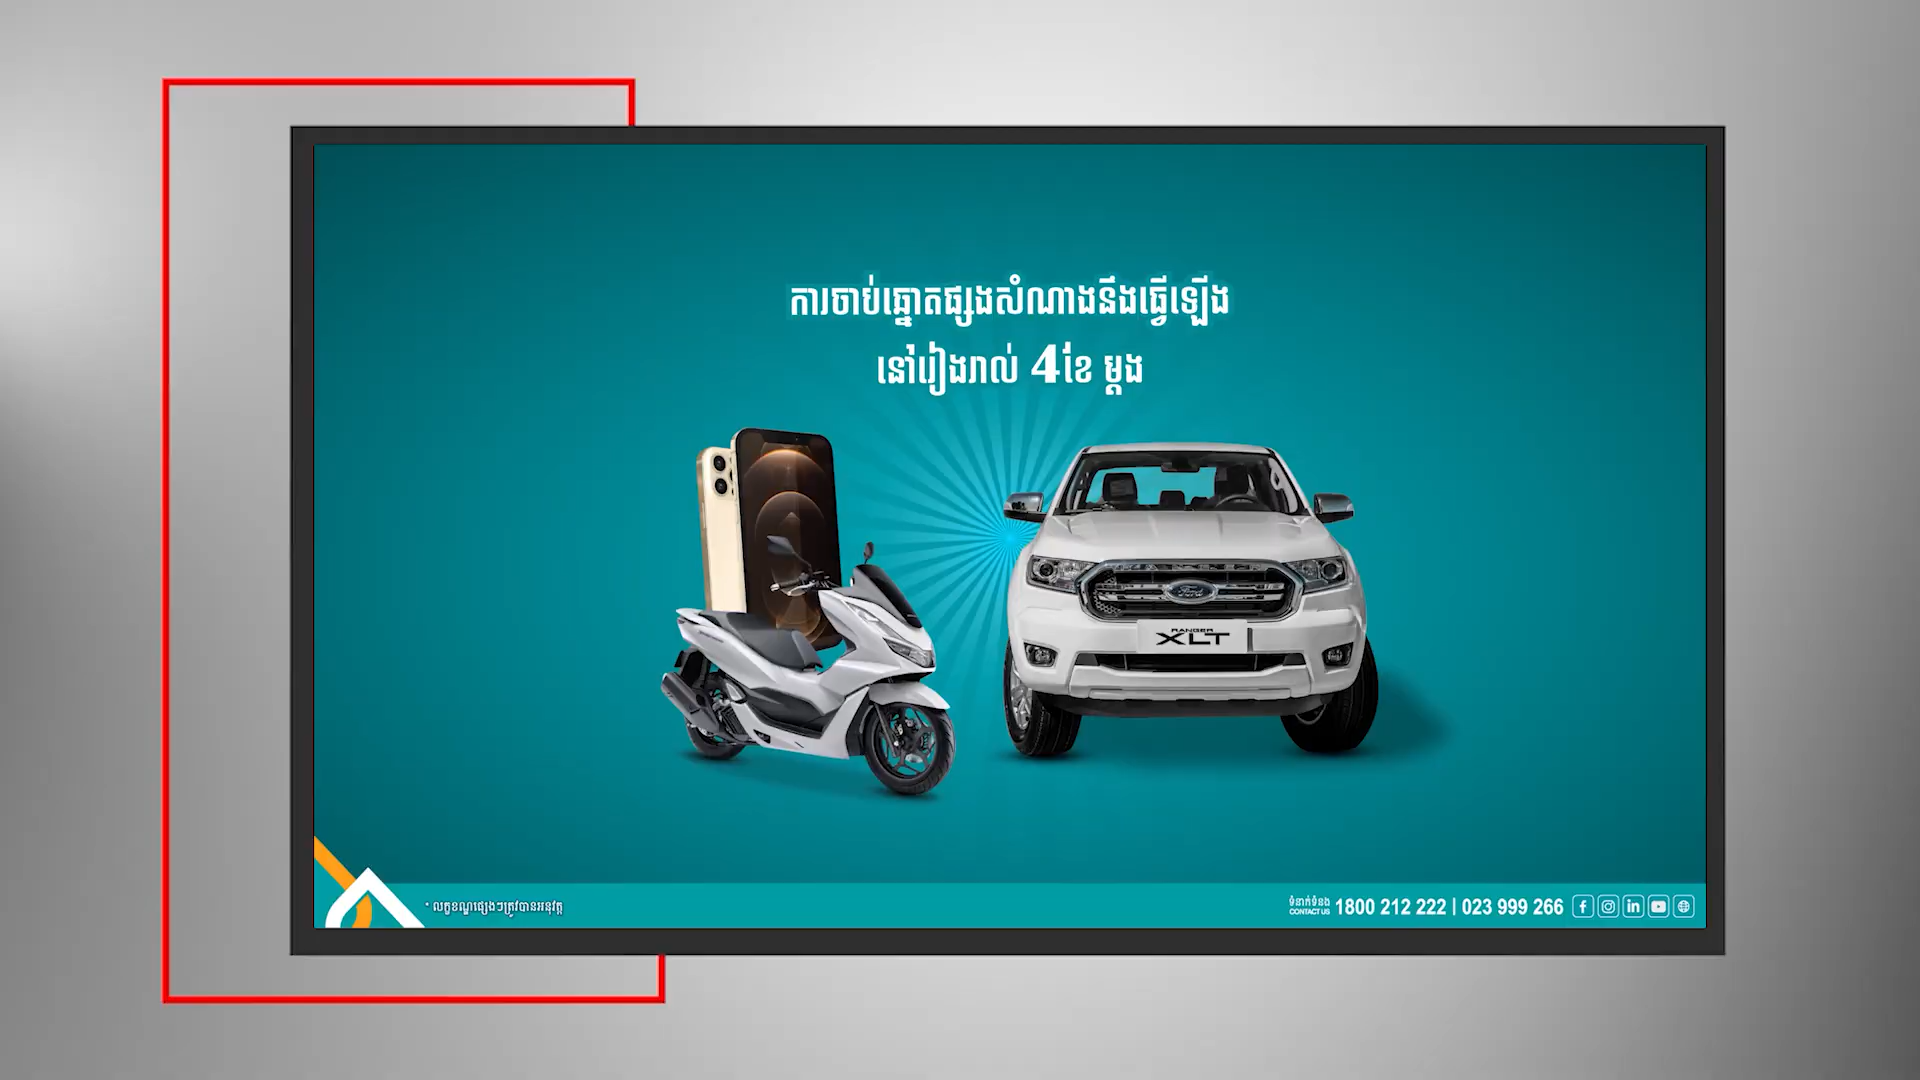 ការចាប់ឆ្នោតផ្សងសំណាងនឹងធ្វើឡើង
នៅរៀងរាល់ 4ខែ ម្តង
Ford
RANGER
XLT
* លក្ខខណ្ឌផ្សេងៗត្រូវបានអនុវត្ត
ទំនាក់ទំនង
CONTACT US
1800 212 222 | 023 999 266